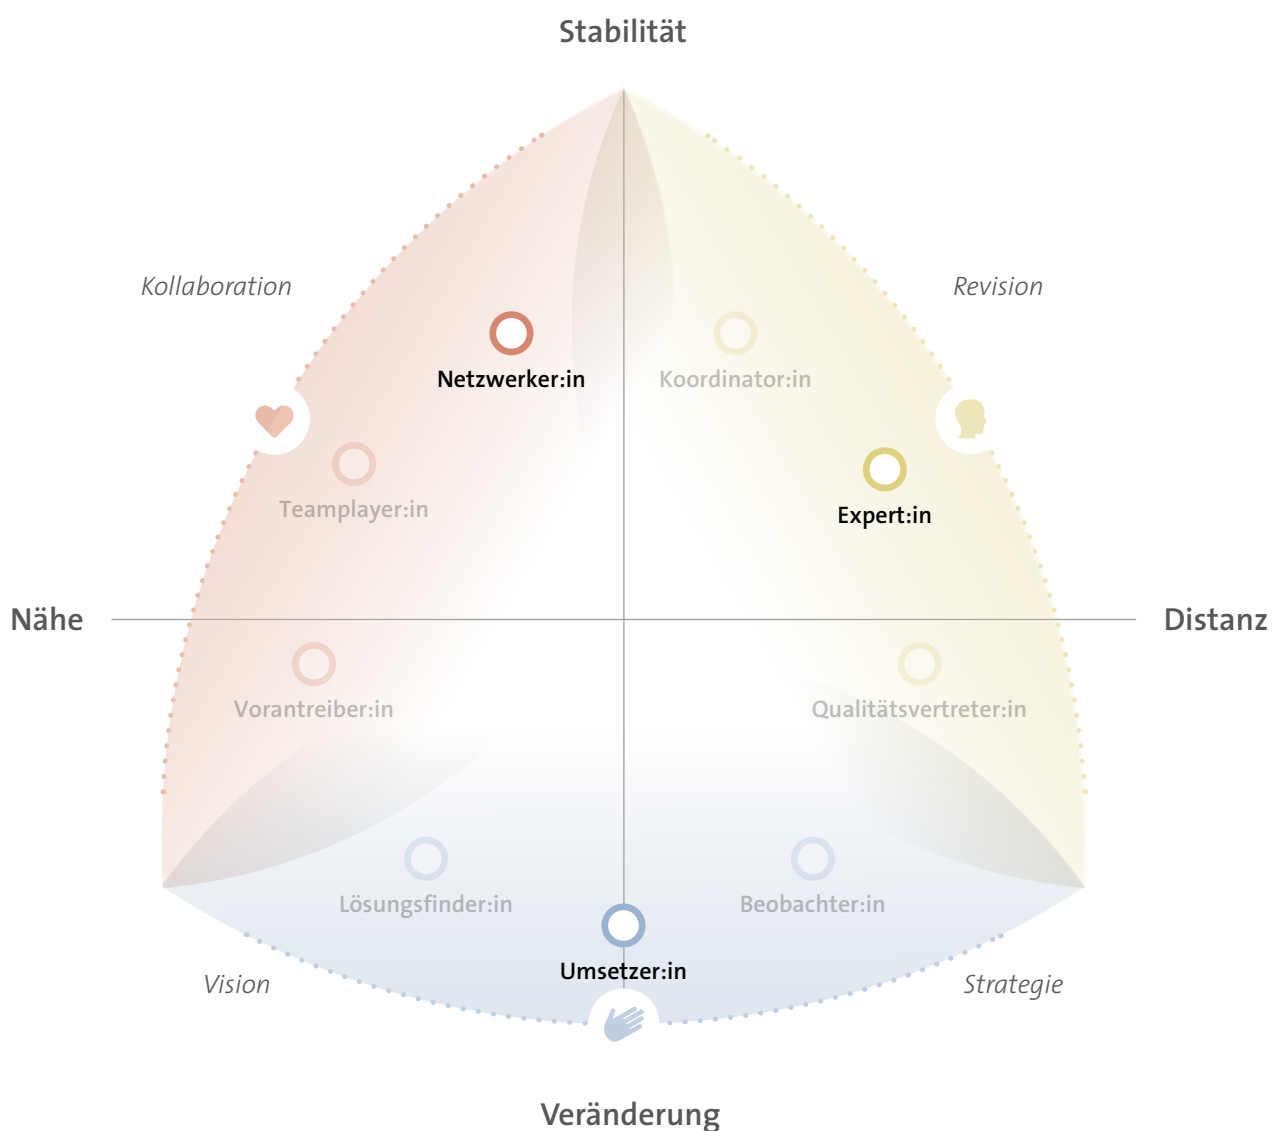 Stabilität
Kollaboration
Revision
Netzwerker:in
Koordinator:in
Teamplayer:in
Expert:in
Nähe
Distanz
Vorantreiber:in
Qualitätsvertreter:in
Lösungsfinder:in
Beobachter:in
Umsetzer:in
Vision
Strategie
Veränderung